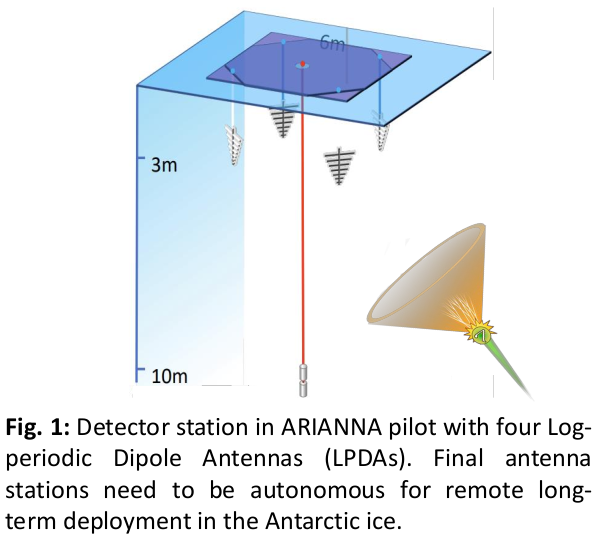 6m
3m
10m
Fig. 1: Detector station in ARIANNA pilot with four Log-
periodic Dipole Antennas (LPDAs). Final antenna
stations need to be autonomous for remote long-
term deployment in the Antarctic ice.